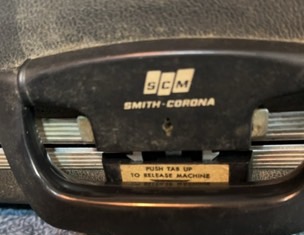 SCM
SMITH-CORONA
PUSH TAB UP
TO RELEASE MACHINE